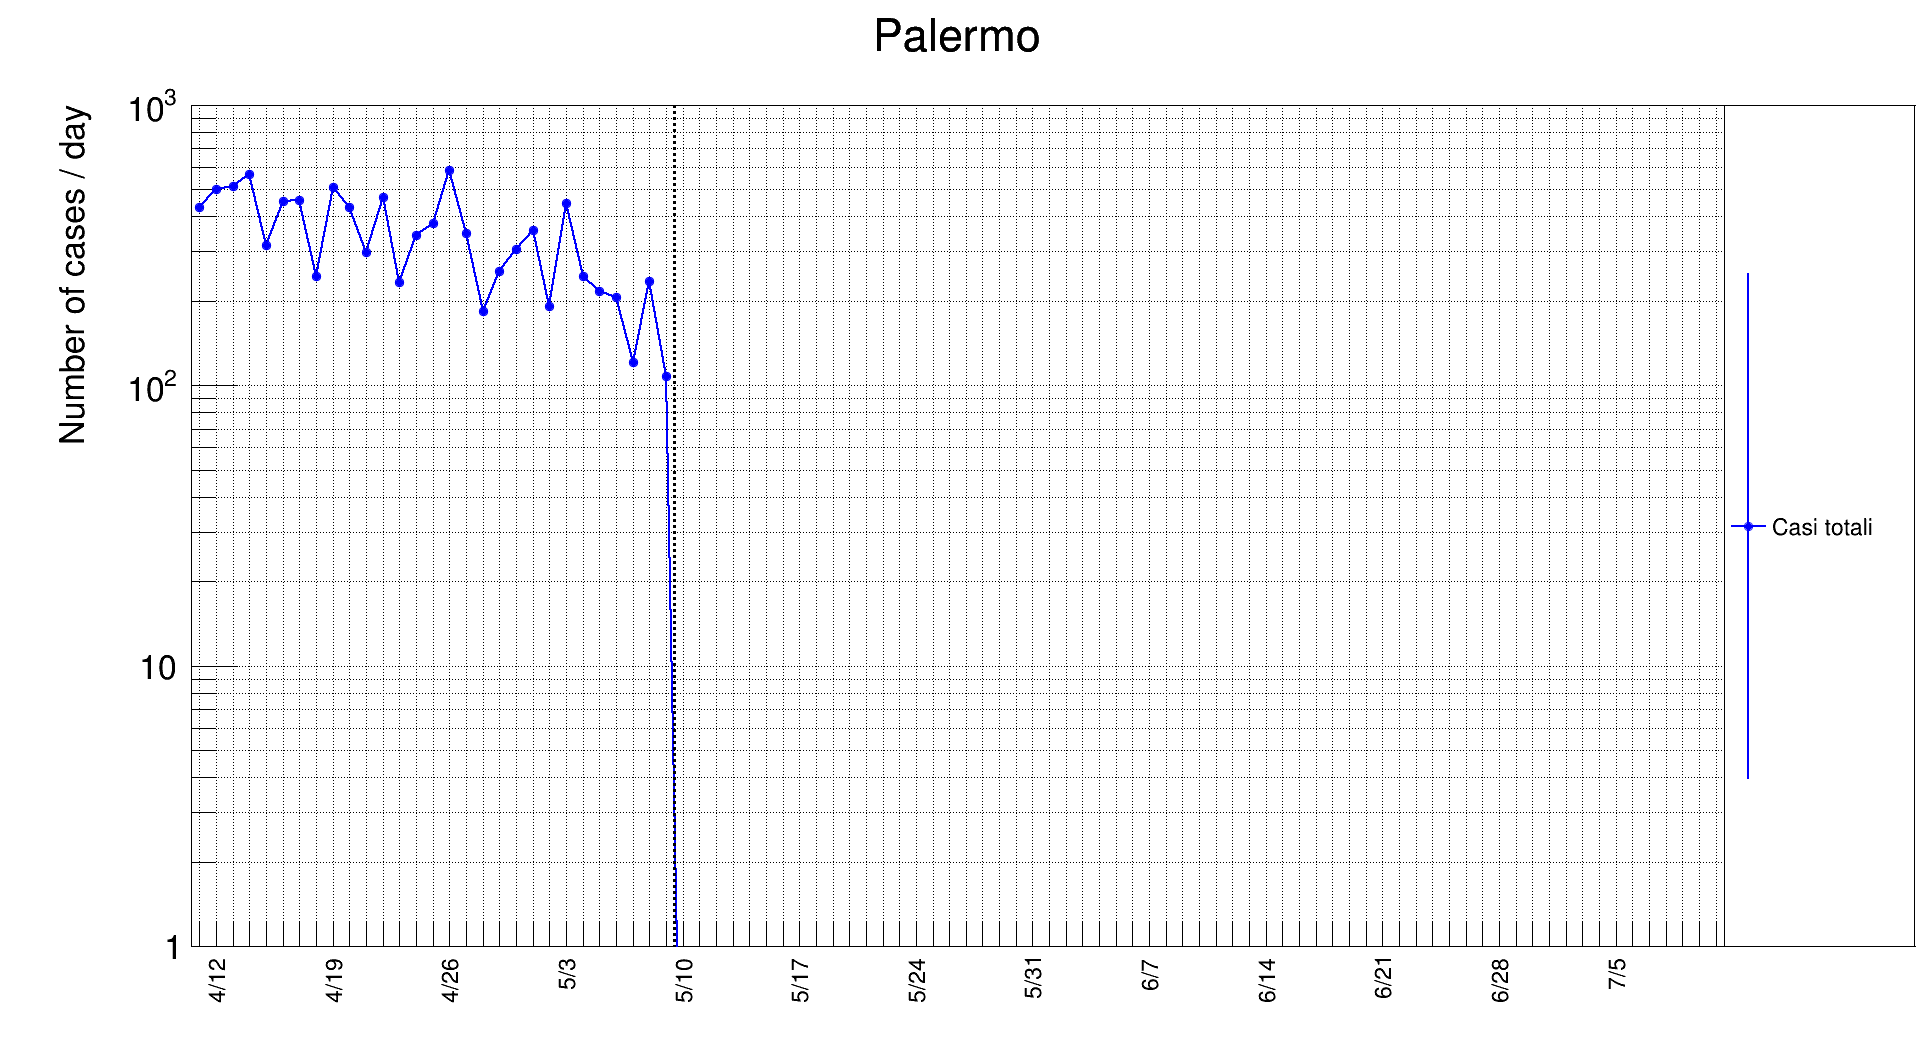 Palermo
Number of cases / day
10³
10²
10
1
4/12 4/19 4/26 5/3 5/10 5/17 5/24 5/31 6/7 6/14 6/21 6/28 7/5
Casi totali